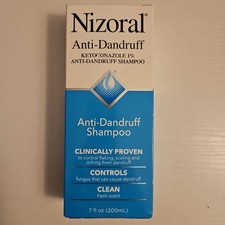 Nizoral®
Anti-Dandruff
KETOCONAZOLE 1%
ANTI-DANDRUFF SHAMPOO
Anti-Dandruff
Shampoo
CLINICALLY PROVEN
to control flaking, scaling and
itching from dandruff
CONTROLS
fungus that can cause dandruff
CLEAN
fresh scent
7 fl oz (200mL)